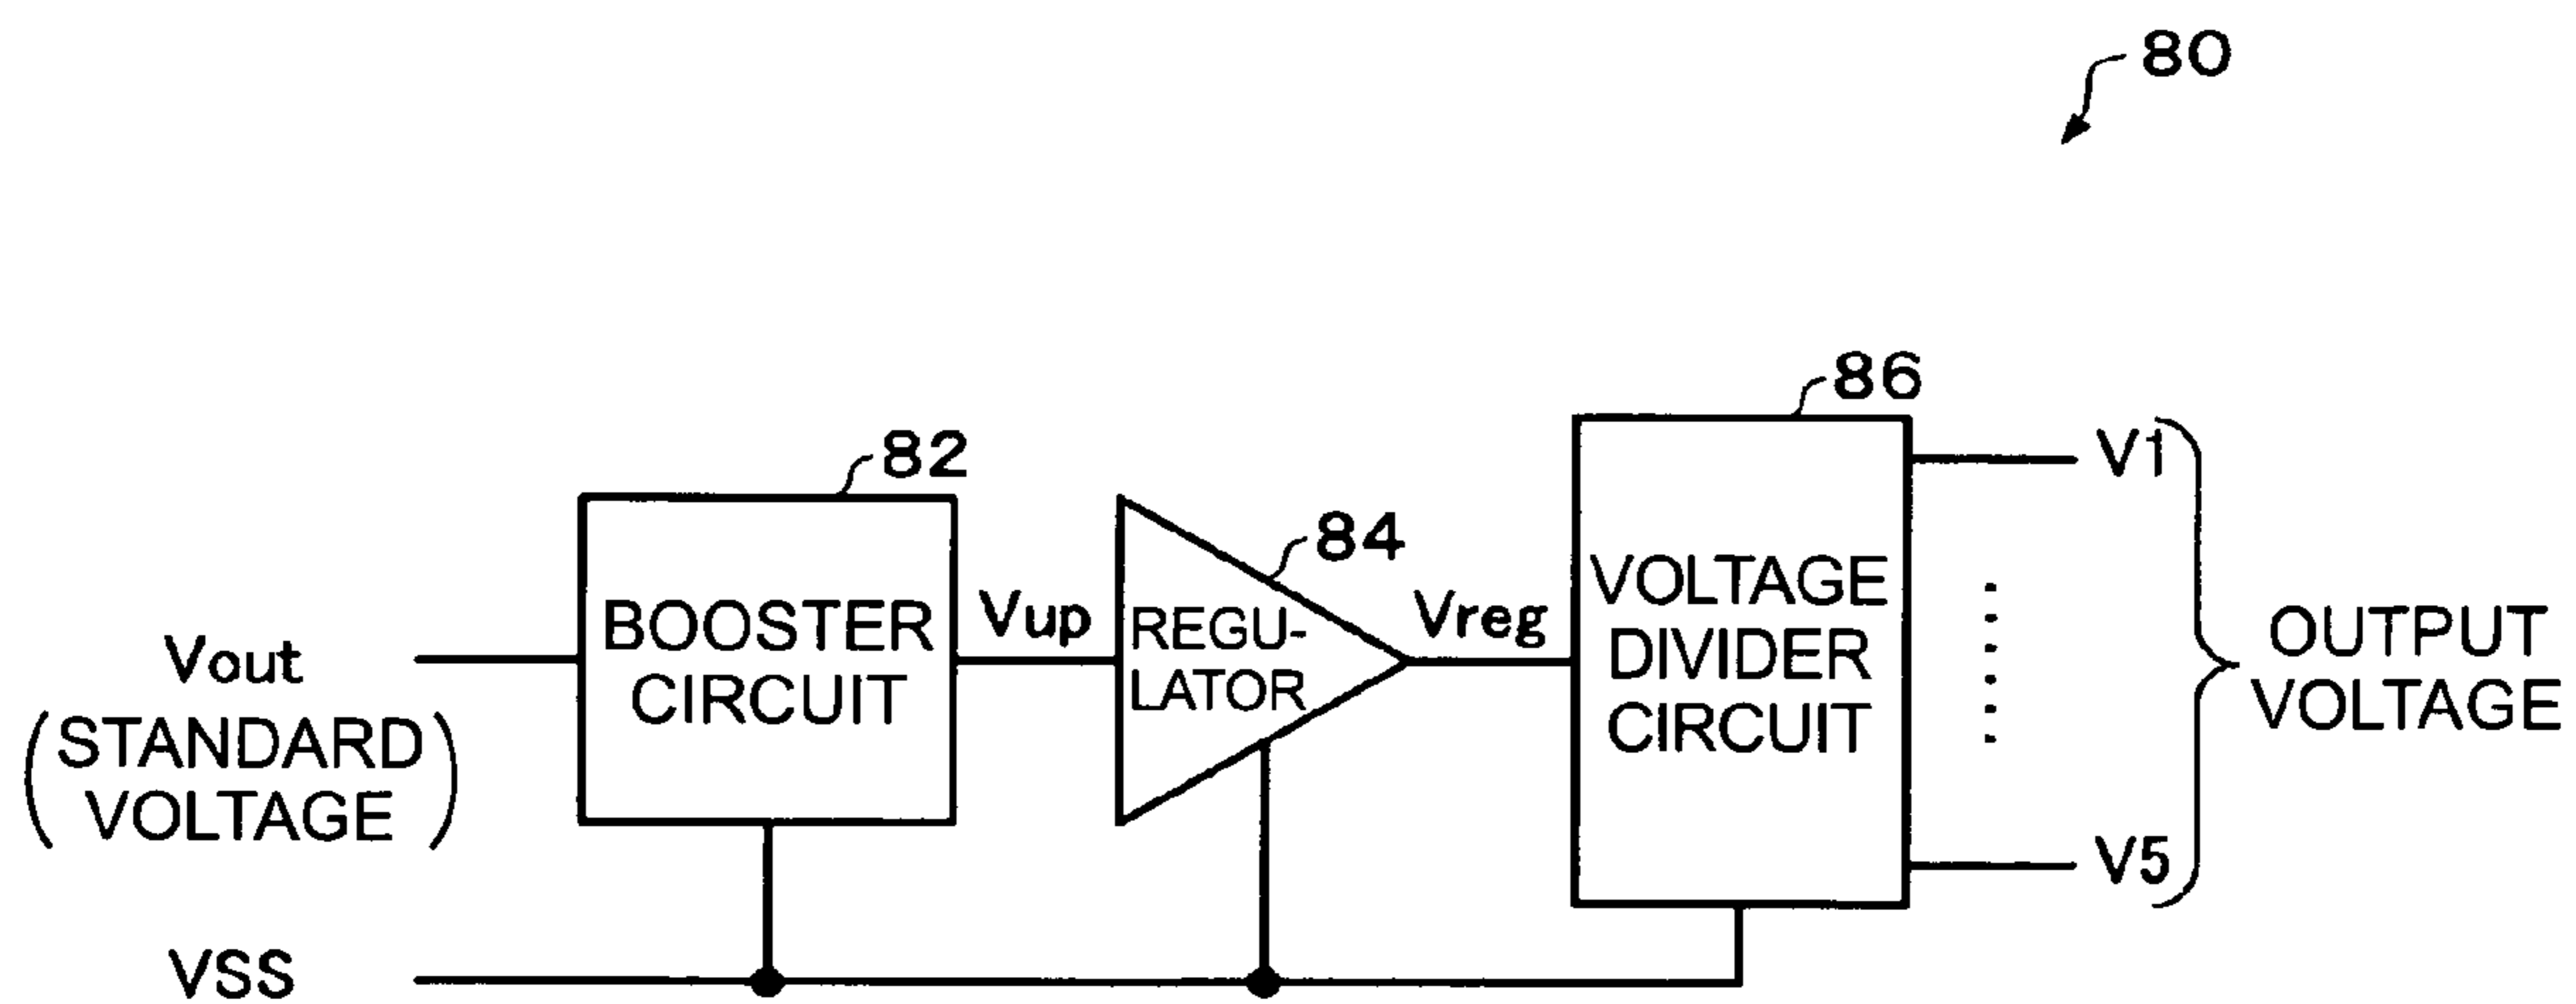 80
86
82
V1
84
BOOSTER
CIRCUIT
Vup
REGU-
LATOR
Vreg
VOLTAGE
DIVIDER
CIRCUIT
OUTPUT
VOLTAGE
Vout
(STANDARD
VOLTAGE)
V5
VSS